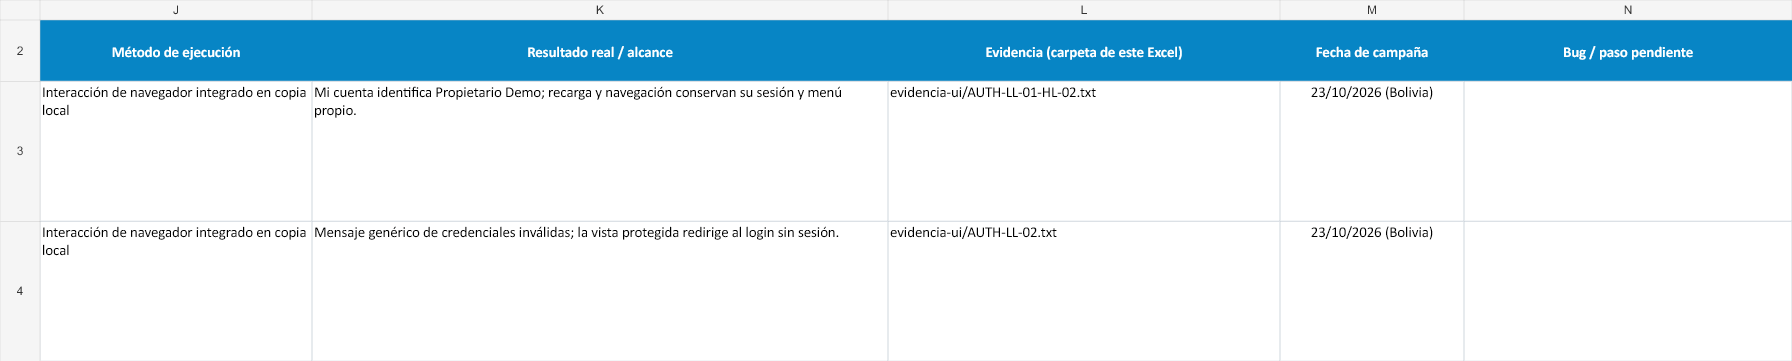 J K L M N
2 Método de ejecución Resultado real / alcance Evidencia (carpeta de este Excel) Fecha de campaña Bug / paso pendiente
3
Interacción de navegador integrado en copia
local
Mi cuenta identifica Propietario Demo; recarga y navegación conservan su sesión y menú
propio.
evidencia-ui/AUTH-LL-01-HL-02.txt
23/10/2026 (Bolivia)
4
Interacción de navegador integrado en copia
local
Mensaje genérico de credenciales inválidas; la vista protegida redirige al login sin sesión.
evidencia-ui/AUTH-LL-02.txt
23/10/2026 (Bolivia)